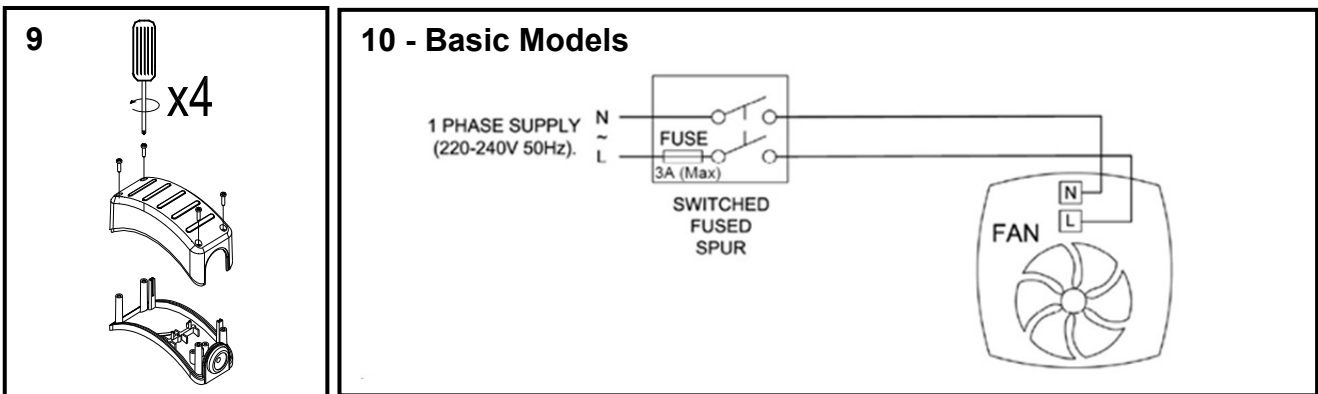 9
x4
10 - Basic Models
1 PHASE SUPPLY
(220-240V 50Hz).
N
~
L
FUSE
3A (Max)
SWITCHED
FUSED
SPUR
N
L
FAN